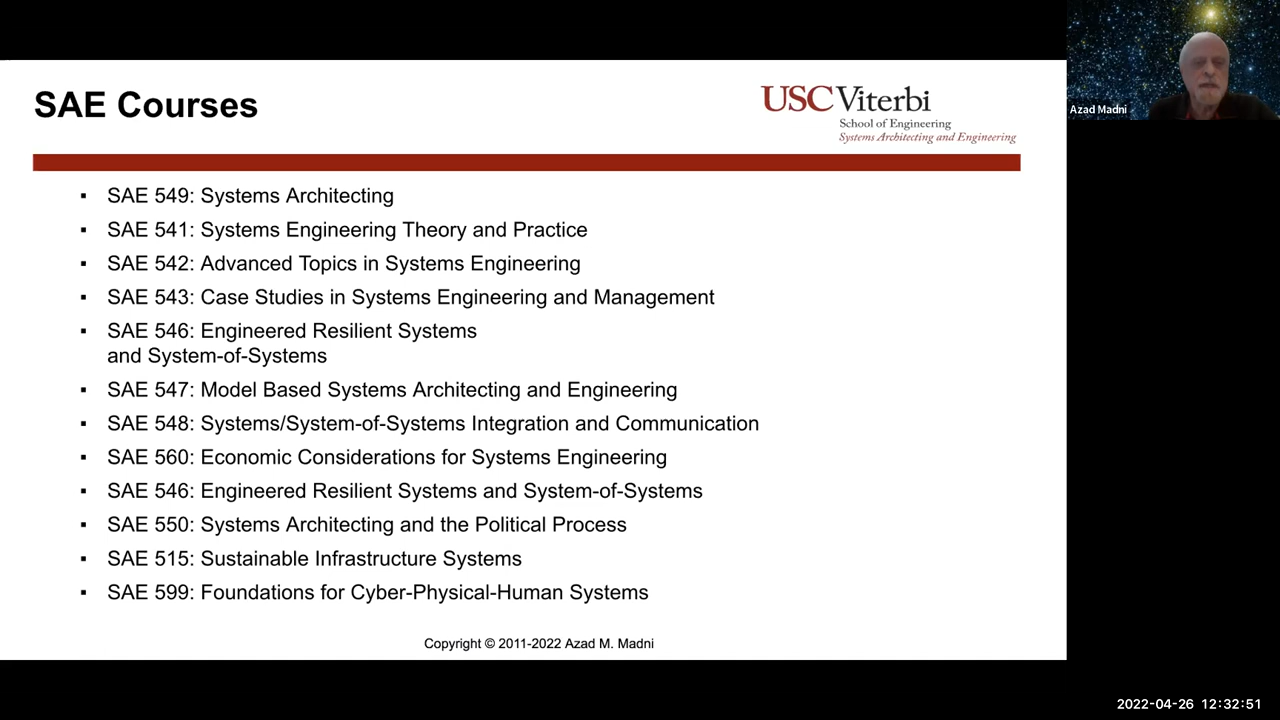 SAE Courses
USC Viterbi
School of Engineering
Systems Architecting and Engineering
Azad Madni
▪ SAE 549: Systems Architecting
▪ SAE 541: Systems Engineering Theory and Practice
▪ SAE 542: Advanced Topics in Systems Engineering
▪ SAE 543: Case Studies in Systems Engineering and Management
▪ SAE 546: Engineered Resilient Systems
and System-of-Systems
▪ SAE 547: Model Based Systems Architecting and Engineering
▪ SAE 548: Systems/System-of-Systems Integration and Communication
▪ SAE 560: Economic Considerations for Systems Engineering
▪ SAE 546: Engineered Resilient Systems and System-of-Systems
▪ SAE 550: Systems Architecting and the Political Process
▪ SAE 515: Sustainable Infrastructure Systems
▪ SAE 599: Foundations for Cyber-Physical-Human Systems
Copyright © 2011-2022 Azad M. Madni
2022-04-26 12:32:51